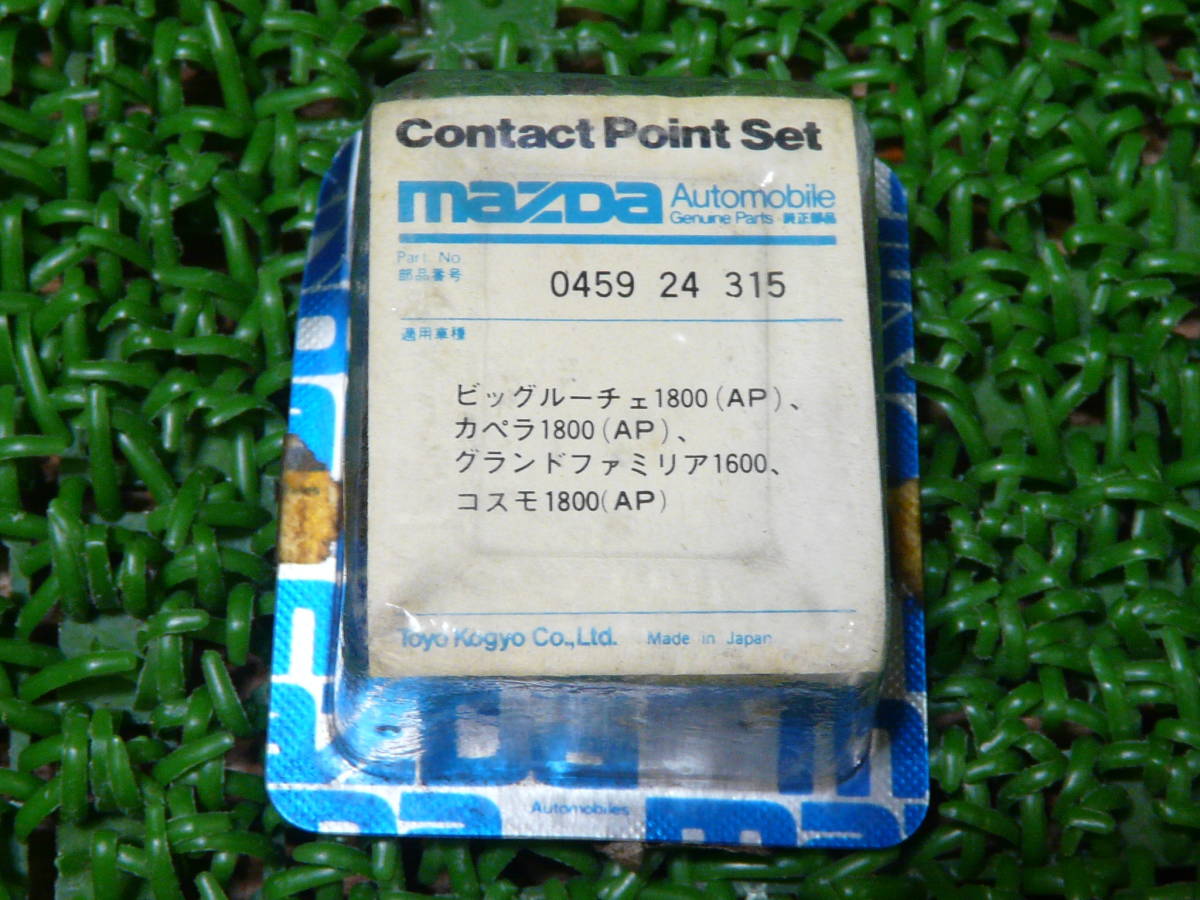 Contact Point Set
mazda Automobile
Genuine Parts・純正部品
Part No.
部品番号 0459 24 315
適用車種
ビッグルーチェ1800(AP)、
カペラ1800(AP)、
グランドファミリア1600、
コスモ1800(AP)
Toyo Kogyo Co.,Ltd. Made in Japan
Automobiles